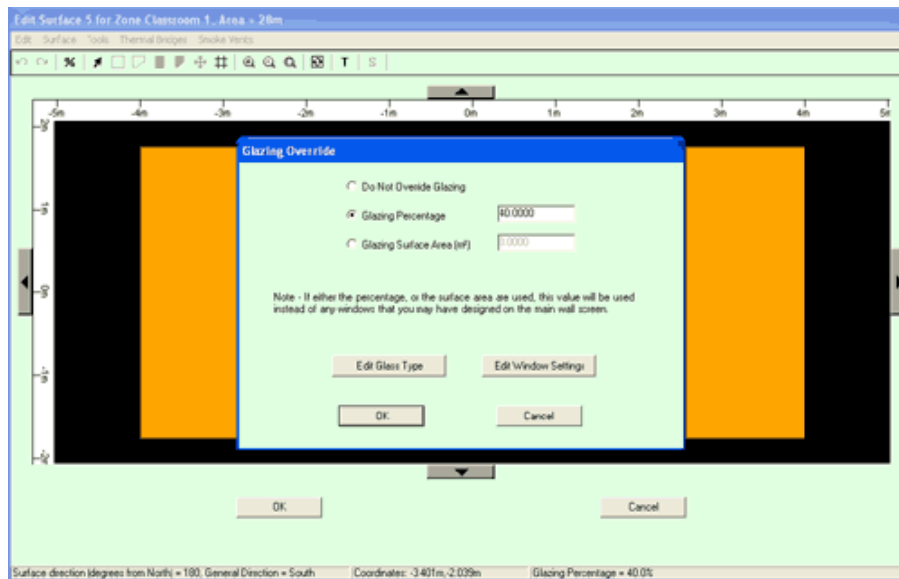 Edit Surface 5 for Zone Classroom 1, Area = 28m
Edit Surface Tools Thermal Bridges Smoke Vents
% T S
-5m -4m -3m -2m -1m 0m 1m 2m 3m 4m 5m
2m
1m
0m
-1m
-2m
Glazing Override
Do Not Override Glazing
Glazing Percentage 40.0000
Glazing Surface Area (m²) 0.0000
Note - If either the percentage, or the surface area are used, this value will be used
instead of any windows that you may have designed on the main wall screen.
Edit Glass Type Edit Window Settings
OK Cancel
OK Cancel
Surface direction (degrees from North) = 180, General Direction = South Coordinates: -3.401m,-2.039m Glazing Percentage = 40.0%